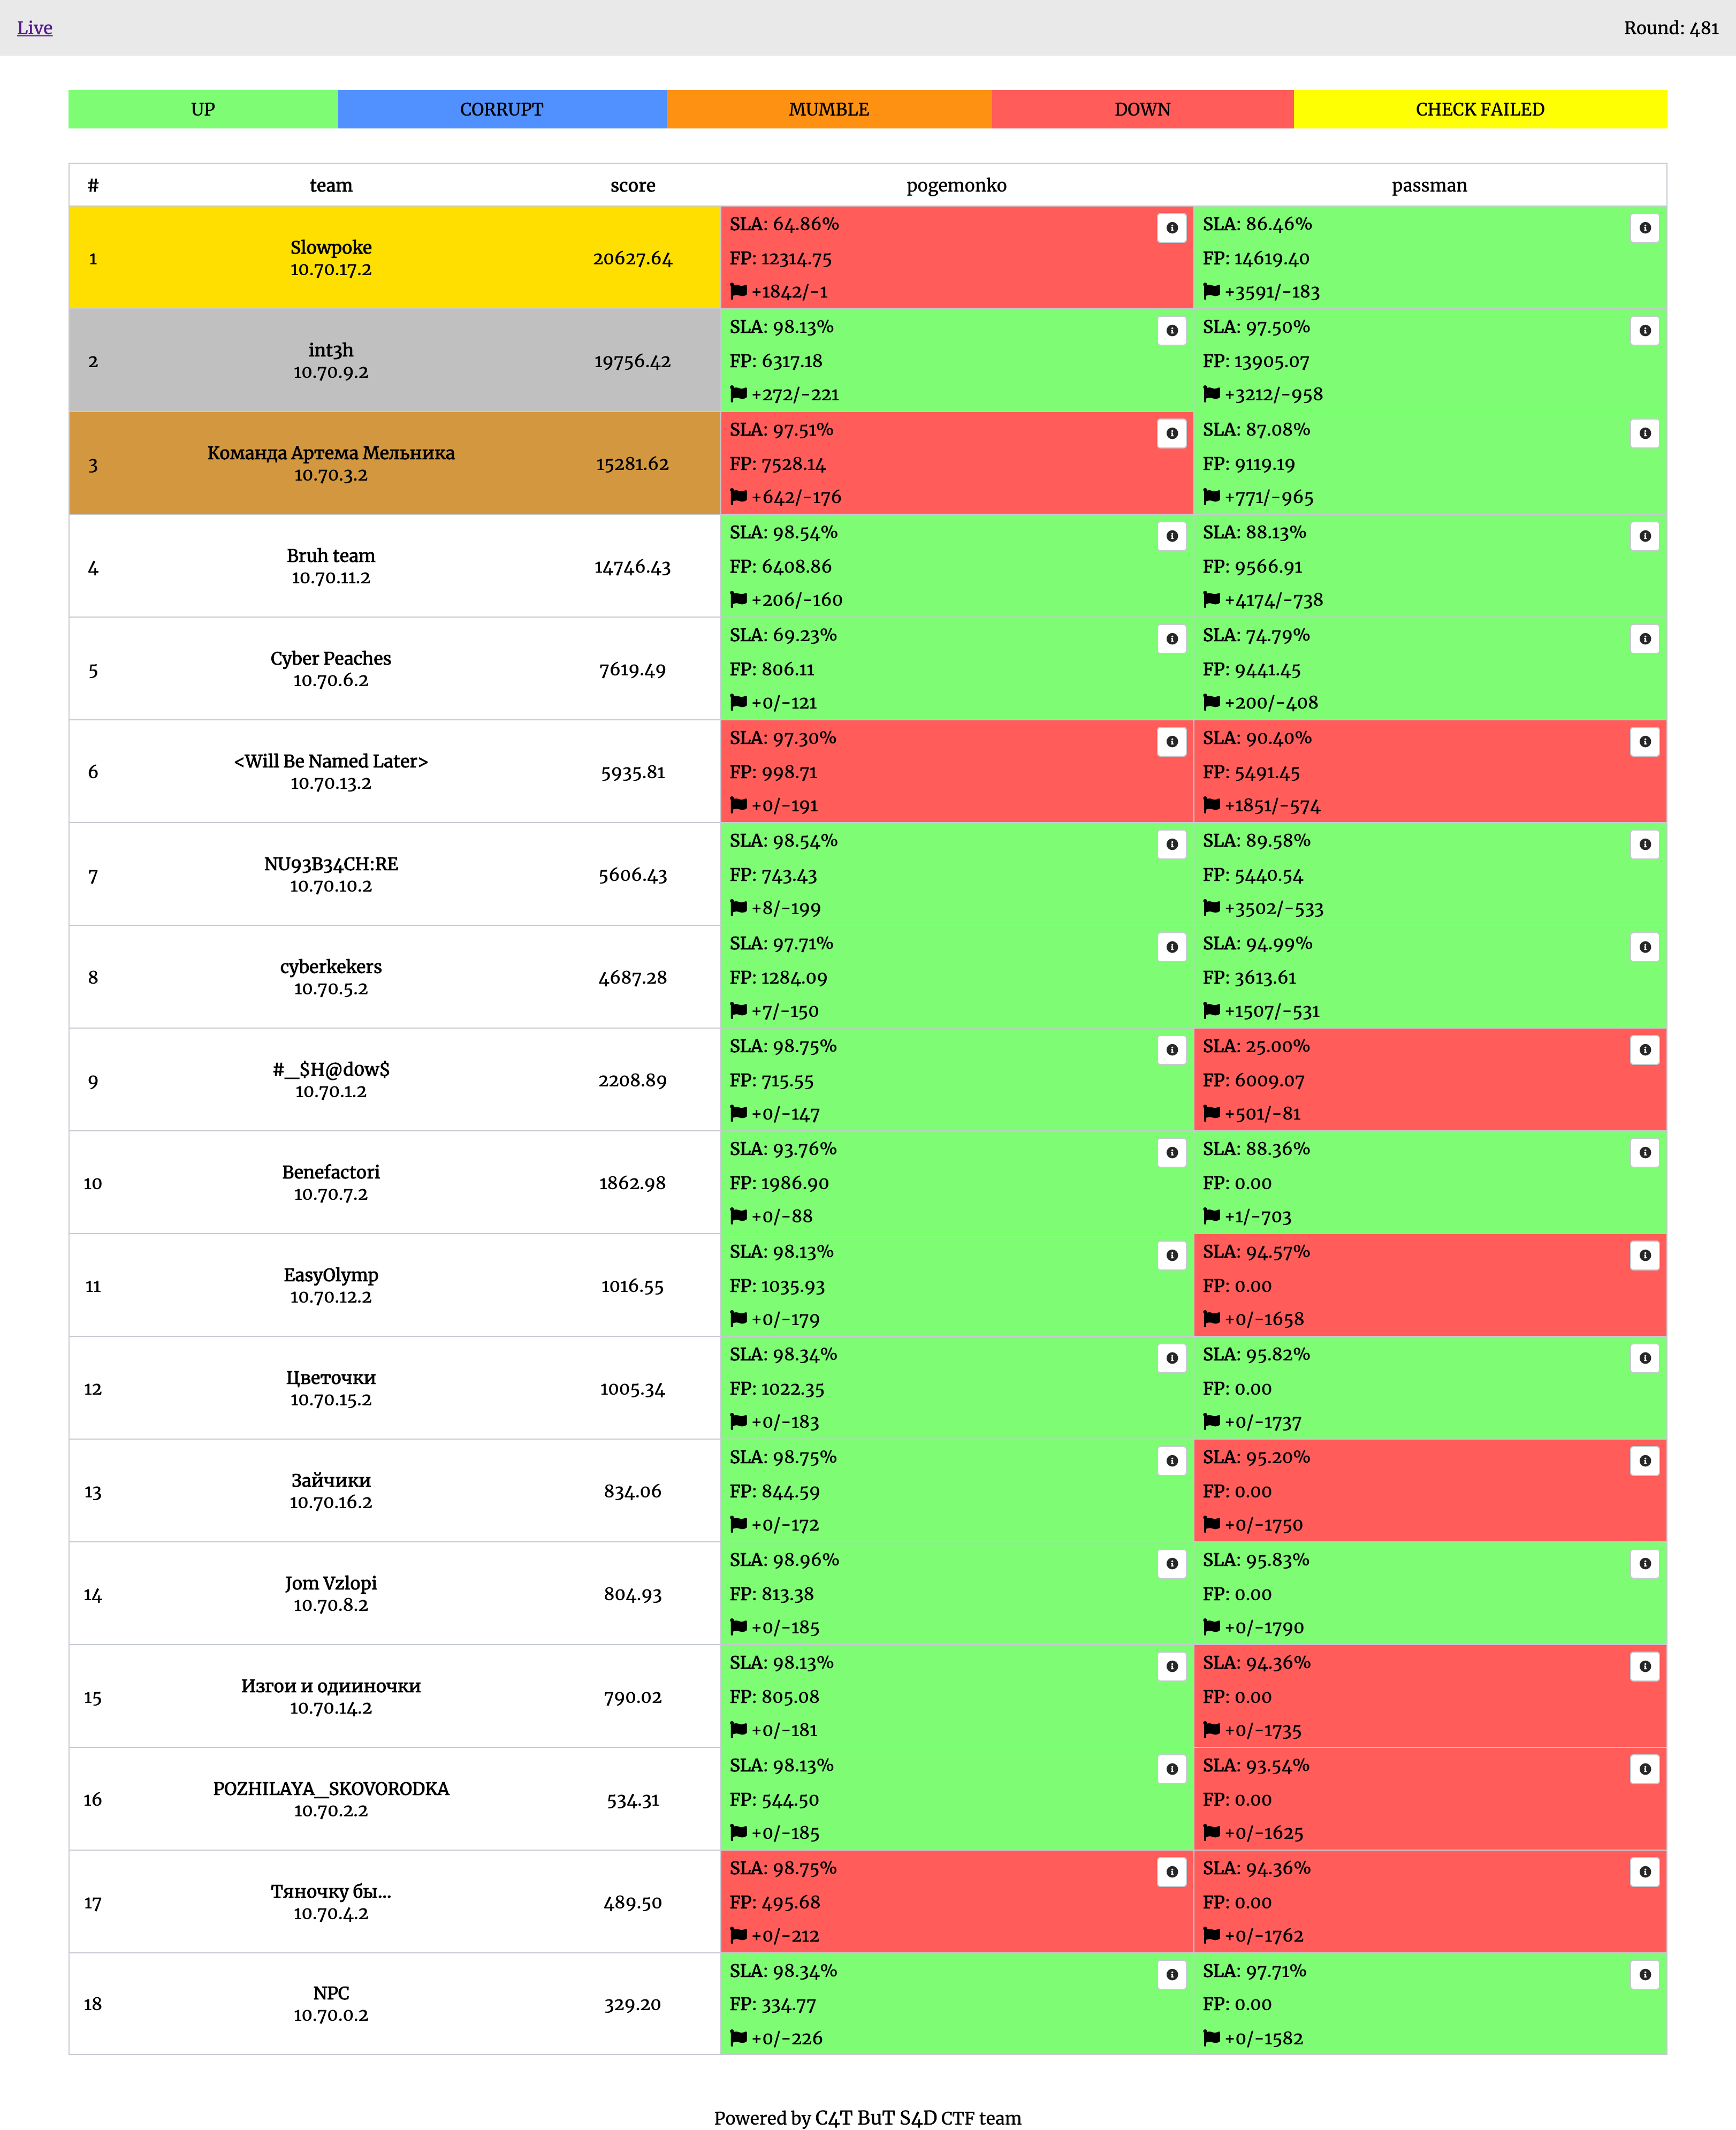 Live
Round: 481
UP CORRUPT MUMBLE DOWN CHECK FAILED
# team score pogemonko passman
1
Slowpoke
10.70.17.2
20627.64
SLA: 64.86%
FP: 12314.75
+1842/-1
SLA: 86.46%
FP: 14619.40
+3591/-183
2
int3h
10.70.9.2
19756.42
SLA: 98.13%
FP: 6317.18
+272/-221
SLA: 97.50%
FP: 13905.07
+3212/-958
3
Команда Артема Мельника
10.70.3.2
15281.62
SLA: 97.51%
FP: 7528.14
+642/-176
SLA: 87.08%
FP: 9119.19
+771/-965
4
Bruh team
10.70.11.2
14746.43
SLA: 98.54%
FP: 6408.86
+206/-160
SLA: 88.13%
FP: 9566.91
+4174/-738
5
Cyber Peaches
10.70.6.2
7619.49
SLA: 69.23%
FP: 806.11
+0/-121
SLA: 74.79%
FP: 9441.45
+200/-408
6
<Will Be Named Later>
10.70.13.2
5935.81
SLA: 97.30%
FP: 998.71
+0/-191
SLA: 90.40%
FP: 5491.45
+1851/-574
7
NU93B34CH:RE
10.70.10.2
5606.43
SLA: 98.54%
FP: 743.43
+8/-199
SLA: 89.58%
FP: 5440.54
+3502/-533
8
cyberkekers
10.70.5.2
4687.28
SLA: 97.71%
FP: 1284.09
+7/-150
SLA: 94.99%
FP: 3613.61
+1507/-531
9
#_$H@d0w$
10.70.1.2
2208.89
SLA: 98.75%
FP: 715.55
+0/-147
SLA: 25.00%
FP: 6009.07
+501/-81
10
Benefactori
10.70.7.2
1862.98
SLA: 93.76%
FP: 1986.90
+0/-88
SLA: 88.36%
FP: 0.00
+1/-703
11
EasyOlymp
10.70.12.2
1016.55
SLA: 98.13%
FP: 1035.93
+0/-179
SLA: 94.57%
FP: 0.00
+0/-1658
12
Цветочки
10.70.15.2
1005.34
SLA: 98.34%
FP: 1022.35
+0/-183
SLA: 95.82%
FP: 0.00
+0/-1737
13
Зайчики
10.70.16.2
834.06
SLA: 98.75%
FP: 844.59
+0/-172
SLA: 95.20%
FP: 0.00
+0/-1750
14
Jom Vzlopi
10.70.8.2
804.93
SLA: 98.96%
FP: 813.38
+0/-185
SLA: 95.83%
FP: 0.00
+0/-1790
15
Изгои и одииночки
10.70.14.2
790.02
SLA: 98.13%
FP: 805.08
+0/-181
SLA: 94.36%
FP: 0.00
+0/-1735
16
POZHILAYA_SKOVORODKA
10.70.2.2
534.31
SLA: 98.13%
FP: 544.50
+0/-185
SLA: 93.54%
FP: 0.00
+0/-1625
17
Тяночку бы...
10.70.4.2
489.50
SLA: 98.75%
FP: 495.68
+0/-212
SLA: 94.36%
FP: 0.00
+0/-1762
18
NPC
10.70.0.2
329.20
SLA: 98.34%
FP: 334.77
+0/-226
SLA: 97.71%
FP: 0.00
+0/-1582
Powered by C4T BuT S4D CTF team